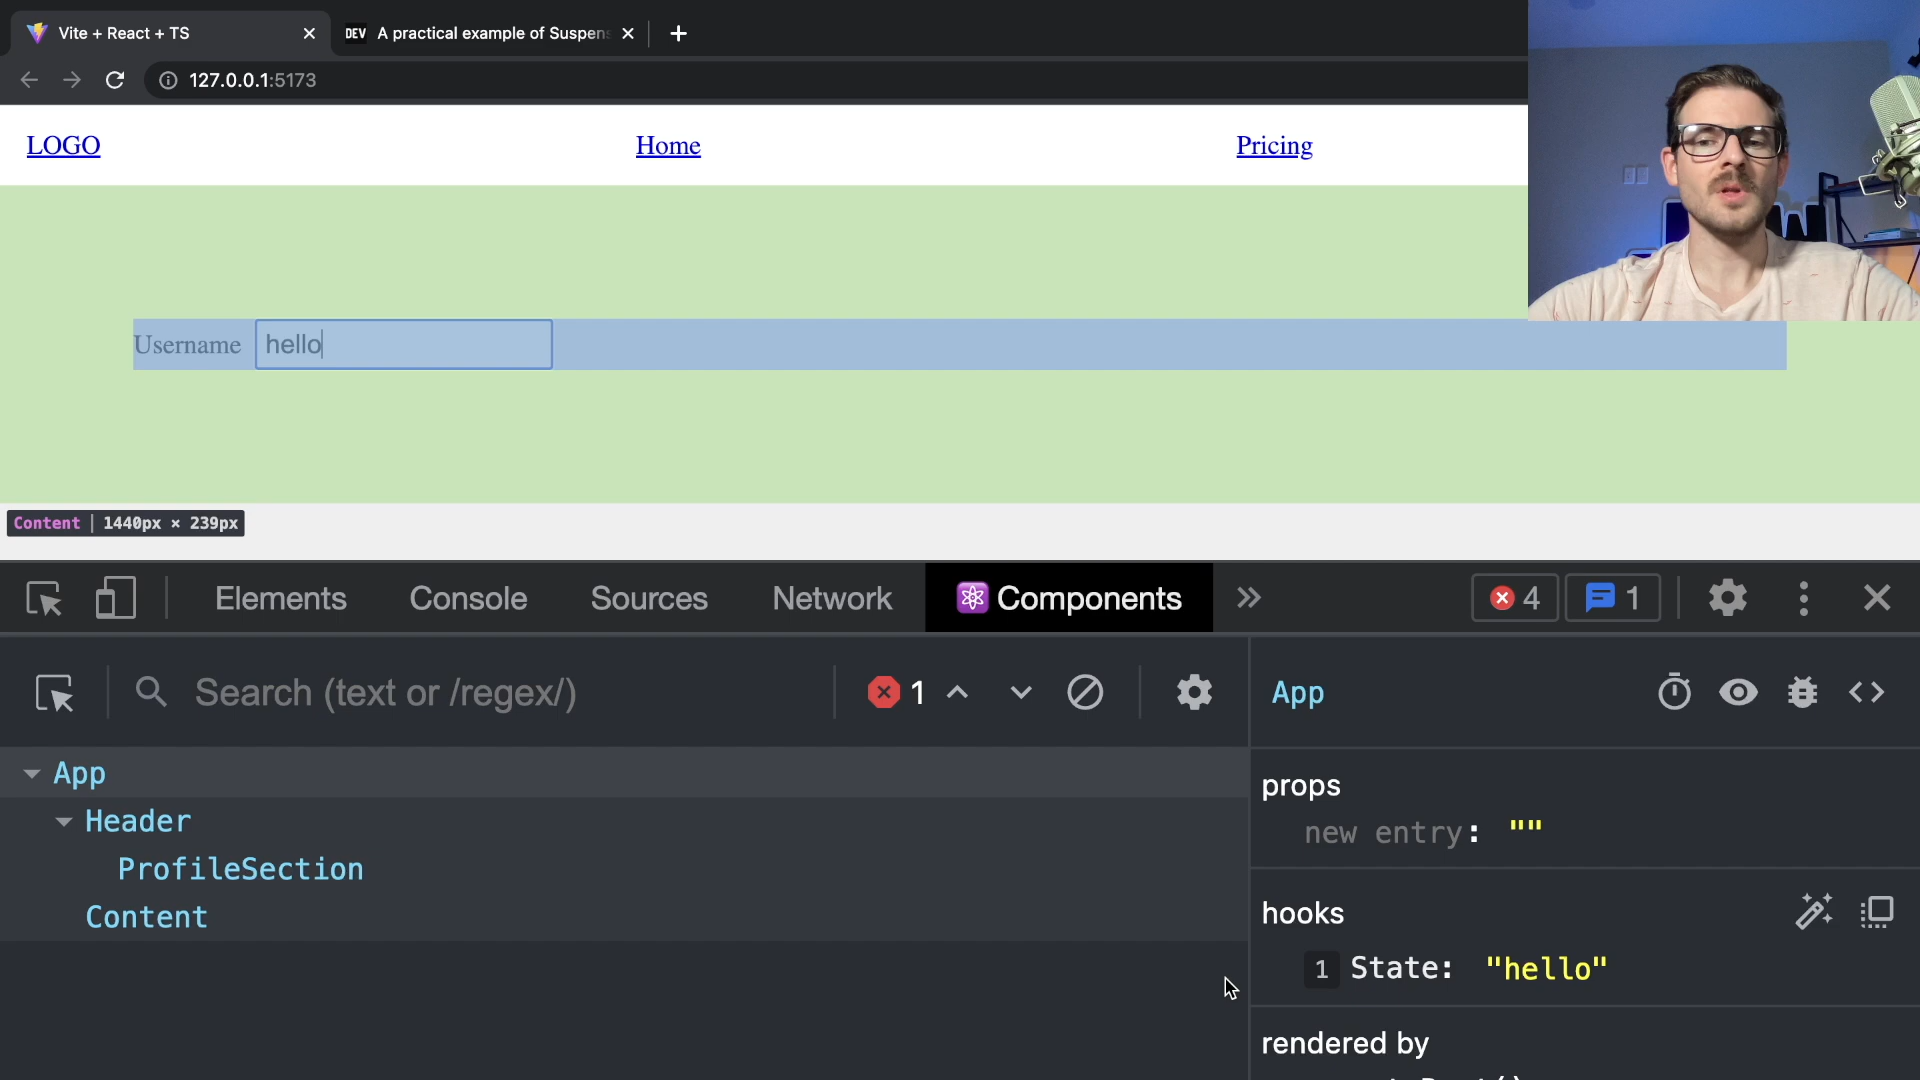 Vite + React + TS
DEV A practical example of Suspens
127.0.0.1:5173
LOGO Home Pricing
Username hello
Content | 1440px × 239px
Elements Console Sources Network Components 4 1
Search (text or /regex/) 1 App
App
Header
ProfileSection
Content
props
new entry: ""
hooks
1 State: "hello"
rendered by